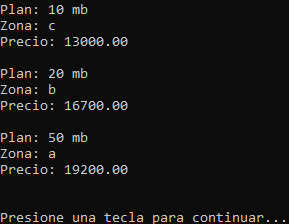 Plan: 10 mb
Zona: c
Precio: 13000.00
Plan: 20 mb
Zona: b
Precio: 16700.00
Plan: 50 mb
Zona: a
Precio: 19200.00
Presione una tecla para continuar...